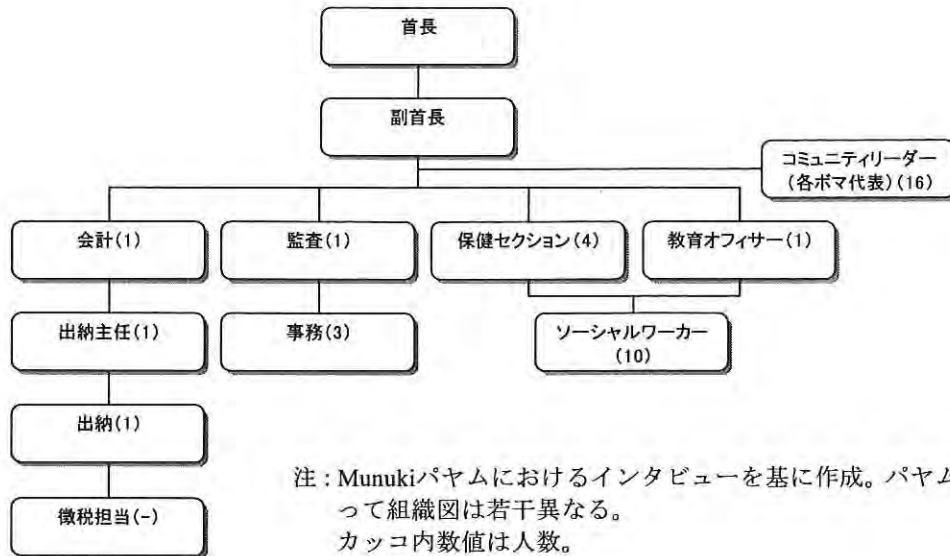 首長
副首長
コミュニティリーダー
(各ボマ代表)(16)
会計(1)
監査(1)
保健セクション(4)
教育オフィサー(1)
出納主任(1)
事務(3)
ソーシャルワーカー
(10)
出納(1)
徴税担当(-)
注：Munukiパヤムにおけるインタビューを基に作成。パヤム
って組織図は若干異なる。
カッコ内数値は人数。